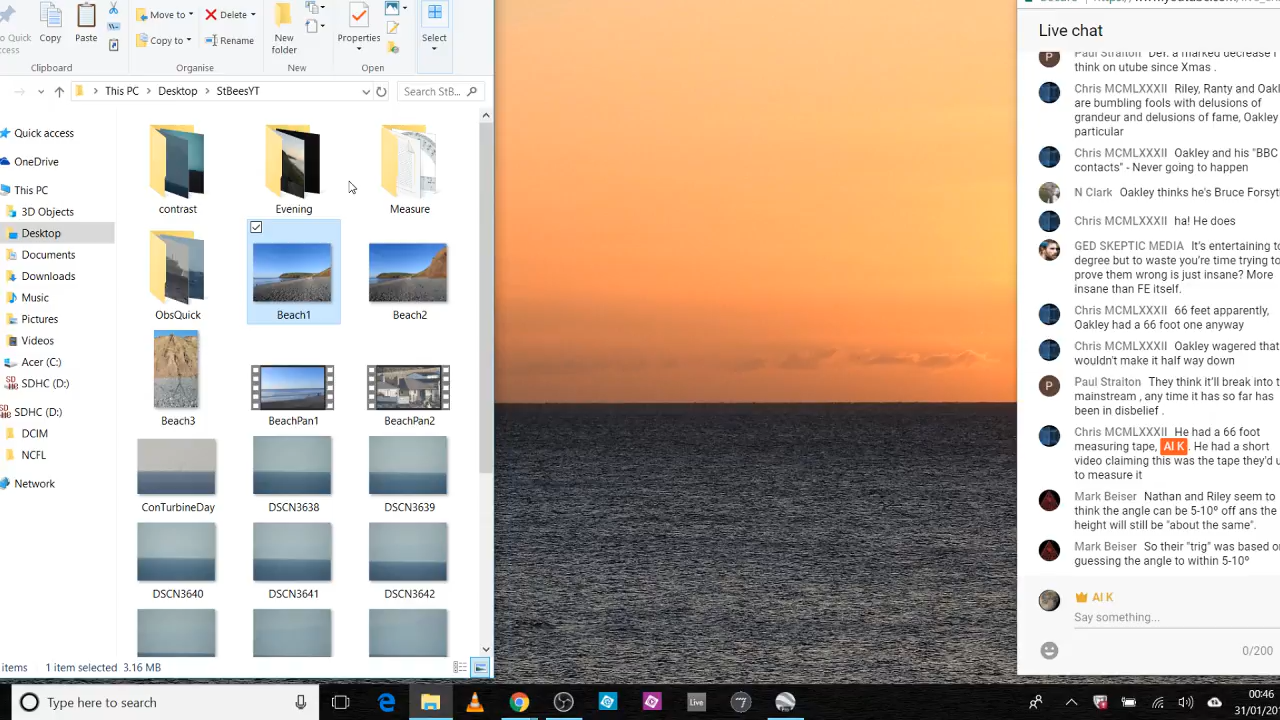 to Quick
Copy
Paste
Move to
Copy to
Delete
Rename
New
folder
Properties
Select
Clipboard
Organise
New
Open
This PC > Desktop > StBeesYT
Search StB...
Quick access
OneDrive
This PC
3D Objects
Desktop
Documents
Downloads
Music
Pictures
Videos
Acer (C:)
SDHC (D:)
SDHC (D:)
DCIM
NCFL
Network
contrast
Evening
Measure
ObsQuick
Beach1
Beach2
Beach3
BeachPan1
BeachPan2
ConTurbineDay
DSCN3638
DSCN3639
DSCN3640
DSCN3641
DSCN3642
items 1 item selected 3.16 MB
Live chat
Paul Straiton Def. a marked decrease I
think on utube since Xmas .
Chris MCMLXXXII Riley, Ranty and Oakl
are bumbling fools with delusions of
grandeur and delusions of fame, Oakley
particular
Chris MCMLXXXII Oakley and his "BBC
contacts" - Never going to happen
N Clark Oakley thinks he's Bruce Forsyt
Chris MCMLXXXII ha! He does
GED SKEPTIC MEDIA It's entertaining to
degree but to waste you're time trying to
prove them wrong is just insane? More
insane than FE itself.
Chris MCMLXXXII 66 feet apparently,
Oakley had a 66 foot one anyway
Chris MCMLXXXII Oakley wagered that
wouldn't make it half way down
Paul Straiton They think it'll break into t
mainstream , any time it has so far has
been in disbelief .
Chris MCMLXXXII He had a 66 foot
measuring tape, Al K . He had a short
video claiming this was the tape they'd u
to measure it
Mark Beiser Nathan and Riley seem to
think the angle can be 5-10º off ans the
height will still be "about the same".
Mark Beiser So their "trig" was based o
guessing the angle to within 5-10º
Al K
Say something...
0/200
Type here to search
Live
00:46
31/01/201